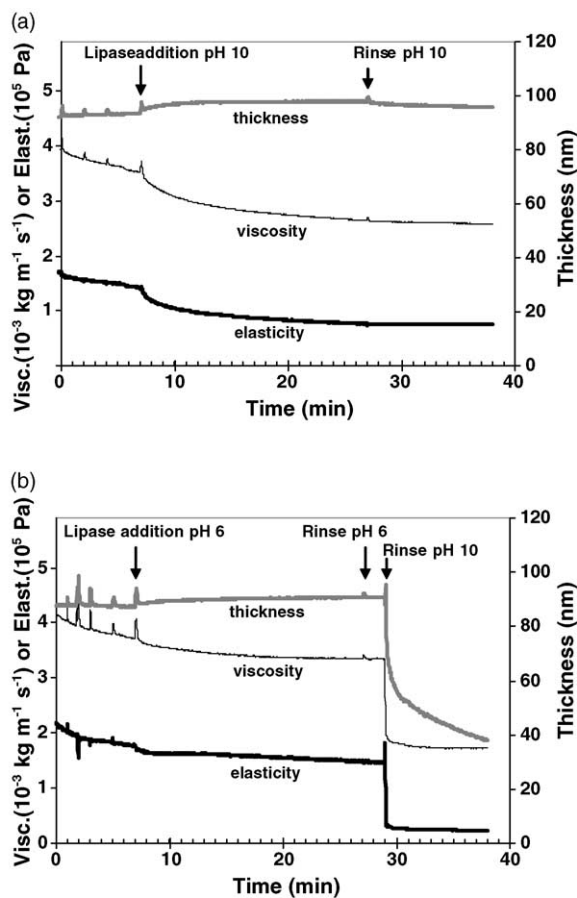 (a)
Lipaseaddition pH 10
Rinse pH 10
thickness
viscosity
elasticity
Visc.(10⁻³ kg m⁻¹ s⁻¹) or Elast.(10⁵ Pa)
5
4
3
2
1
0
120
100
80
60
40
20
0
Thickness (nm)
0 10 20 30 40
Time (min)
(b)
Lipase addition pH 6
Rinse pH 6
Rinse pH 10
thickness
viscosity
elasticity
Visc.(10⁻³ kg m⁻¹ s⁻¹) or Elast.(10⁵ Pa)
5
4
3
2
1
0
120
100
80
60
40
20
0
Thickness (nm)
0 10 20 30 40
Time (min)